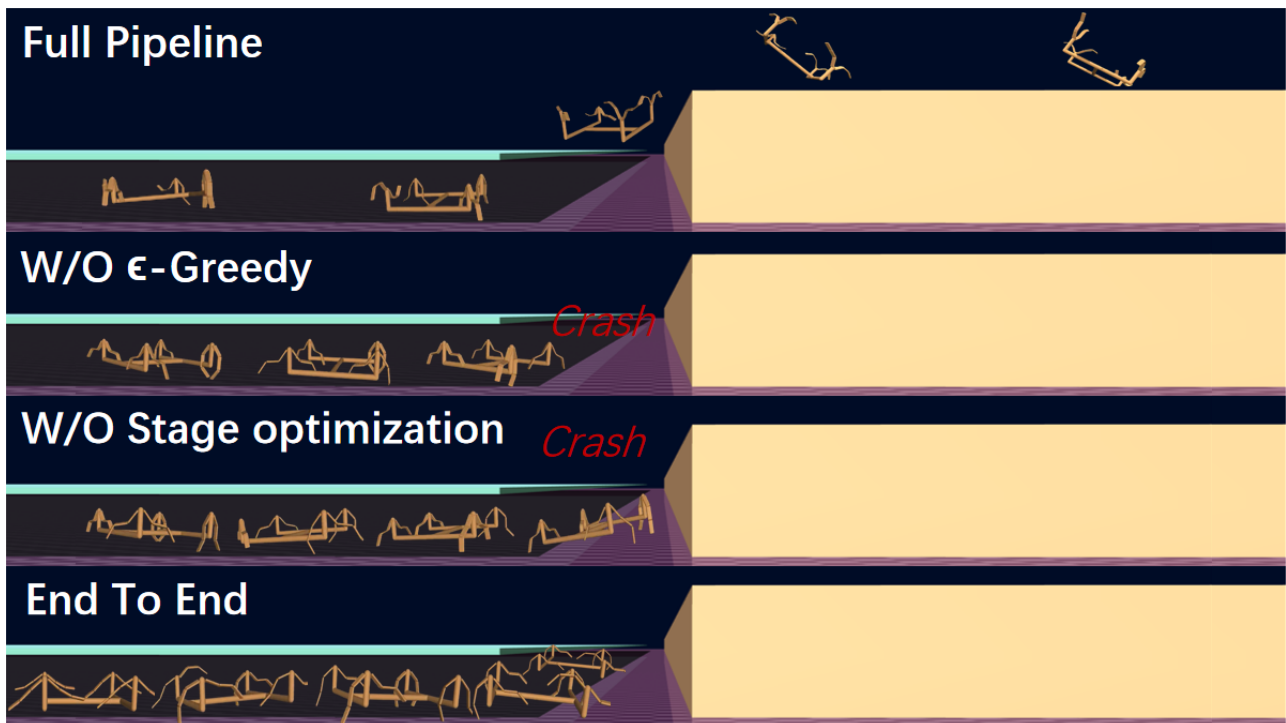 Full Pipeline
W/O ϵ-Greedy
Crash
W/O Stage optimization
Crash
End To End